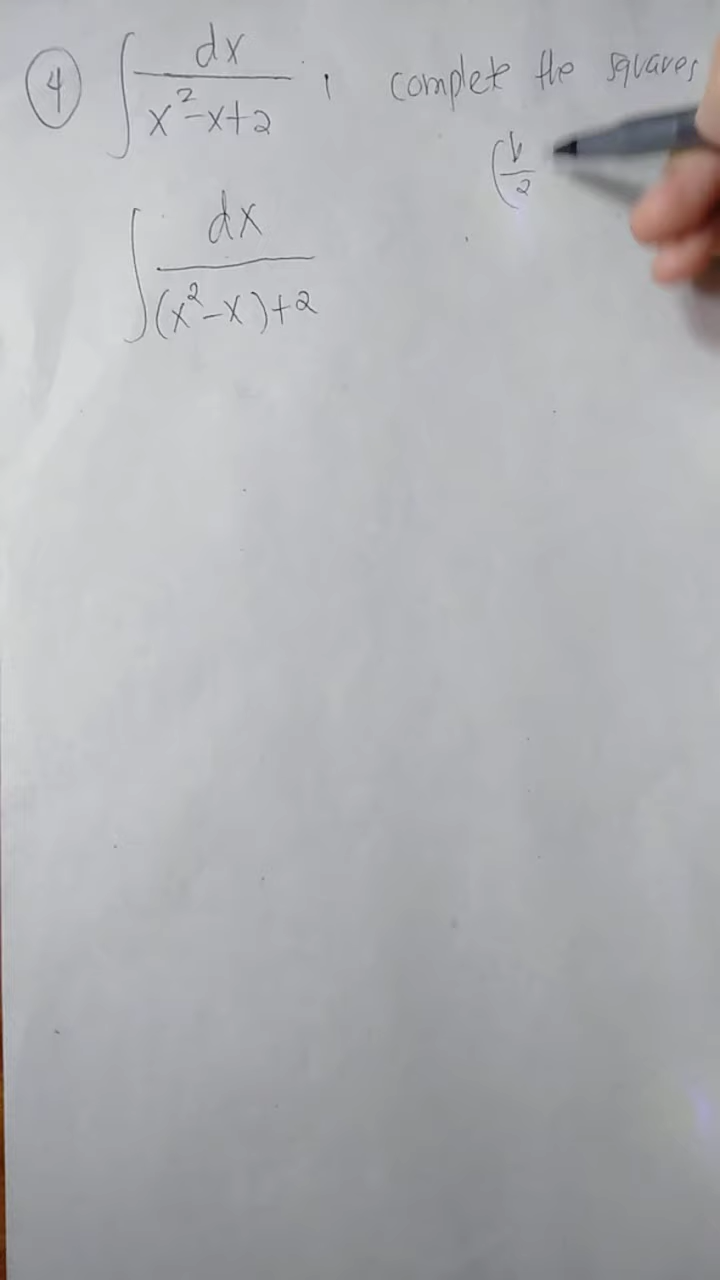 ④ ∫ dx / x²-x+2 ; complete the squares
(b/2
∫ dx / (x²-x)+2